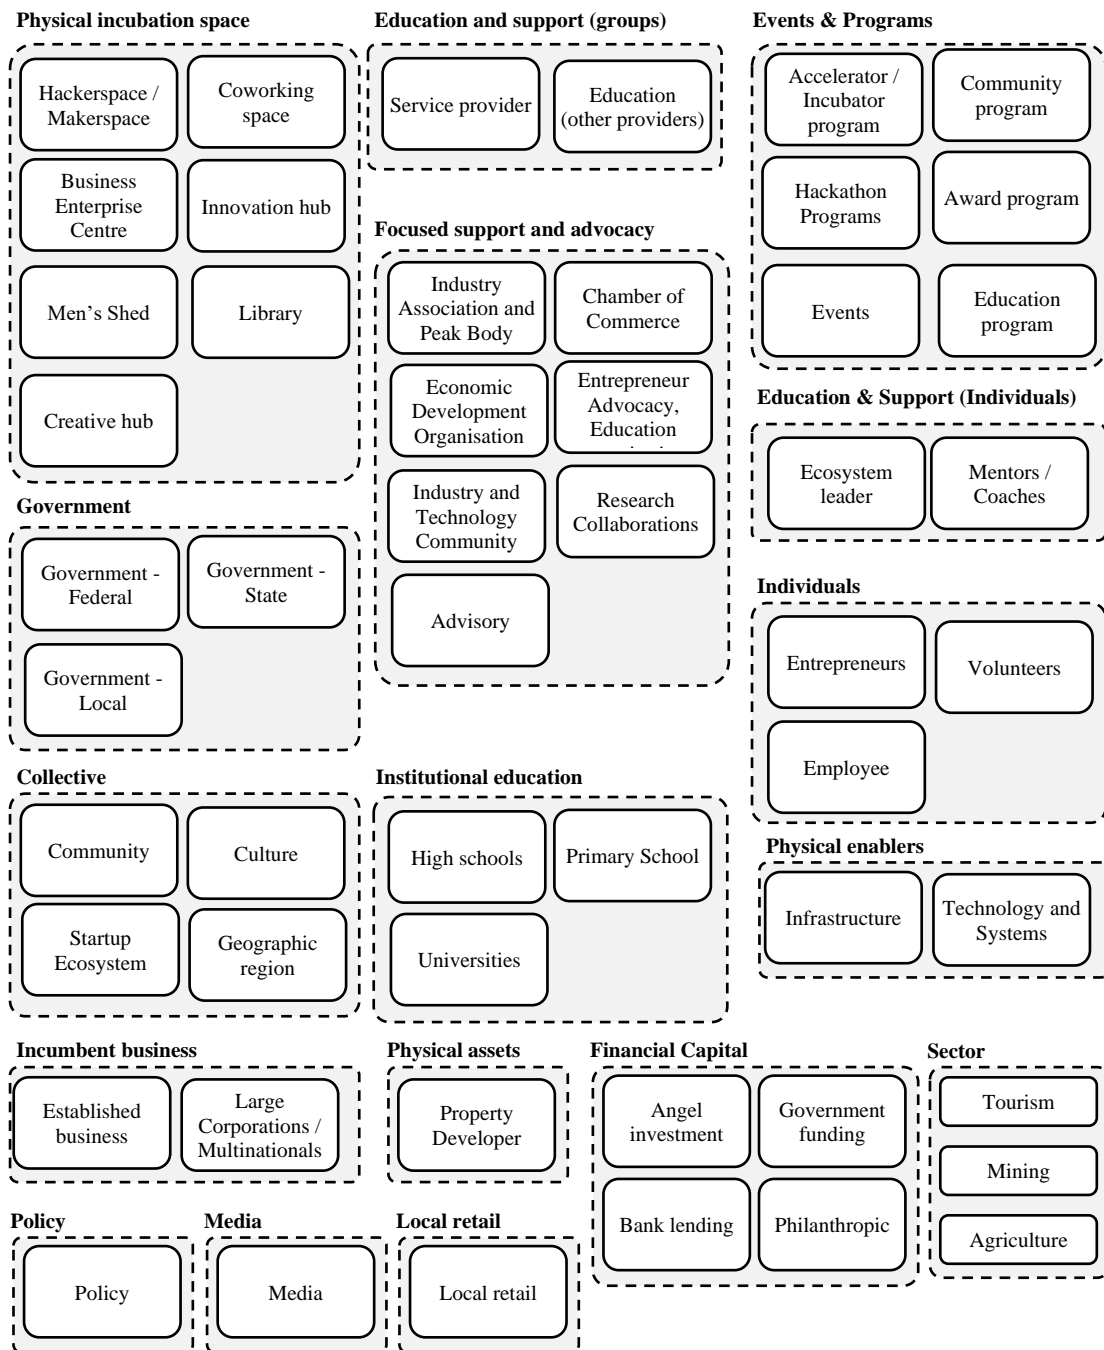 Physical incubation space
Hackerspace /
Makerspace
Coworking
space
Business
Enterprise
Centre
Innovation hub
Men's Shed
Library
Creative hub
Government
Government -
Federal
Government -
State
Government -
Local
Collective
Community
Culture
Startup
Ecosystem
Geographic
region
Incumbent business
Established
business
Large
Corporations /
Multinationals
Policy
Policy
Media
Media
Local retail
Local retail
Education and support (groups)
Service provider
Education
(other providers)
Focused support and advocacy
Industry
Association and
Peak Body
Chamber of
Commerce
Economic
Development
Organisation
Entrepreneur
Advocacy,
Education
Industry and
Technology
Community
Research
Collaborations
Advisory
Institutional education
High schools
Primary School
Universities
Physical assets
Property
Developer
Financial Capital
Angel
investment
Government
funding
Bank lending
Philanthropic
Events & Programs
Accelerator /
Incubator
program
Community
program
Hackathon
Programs
Award program
Events
Education
program
Education & Support (Individuals)
Ecosystem
leader
Mentors /
Coaches
Individuals
Entrepreneurs
Volunteers
Employee
Physical enablers
Infrastructure
Technology and
Systems
Sector
Tourism
Mining
Agriculture